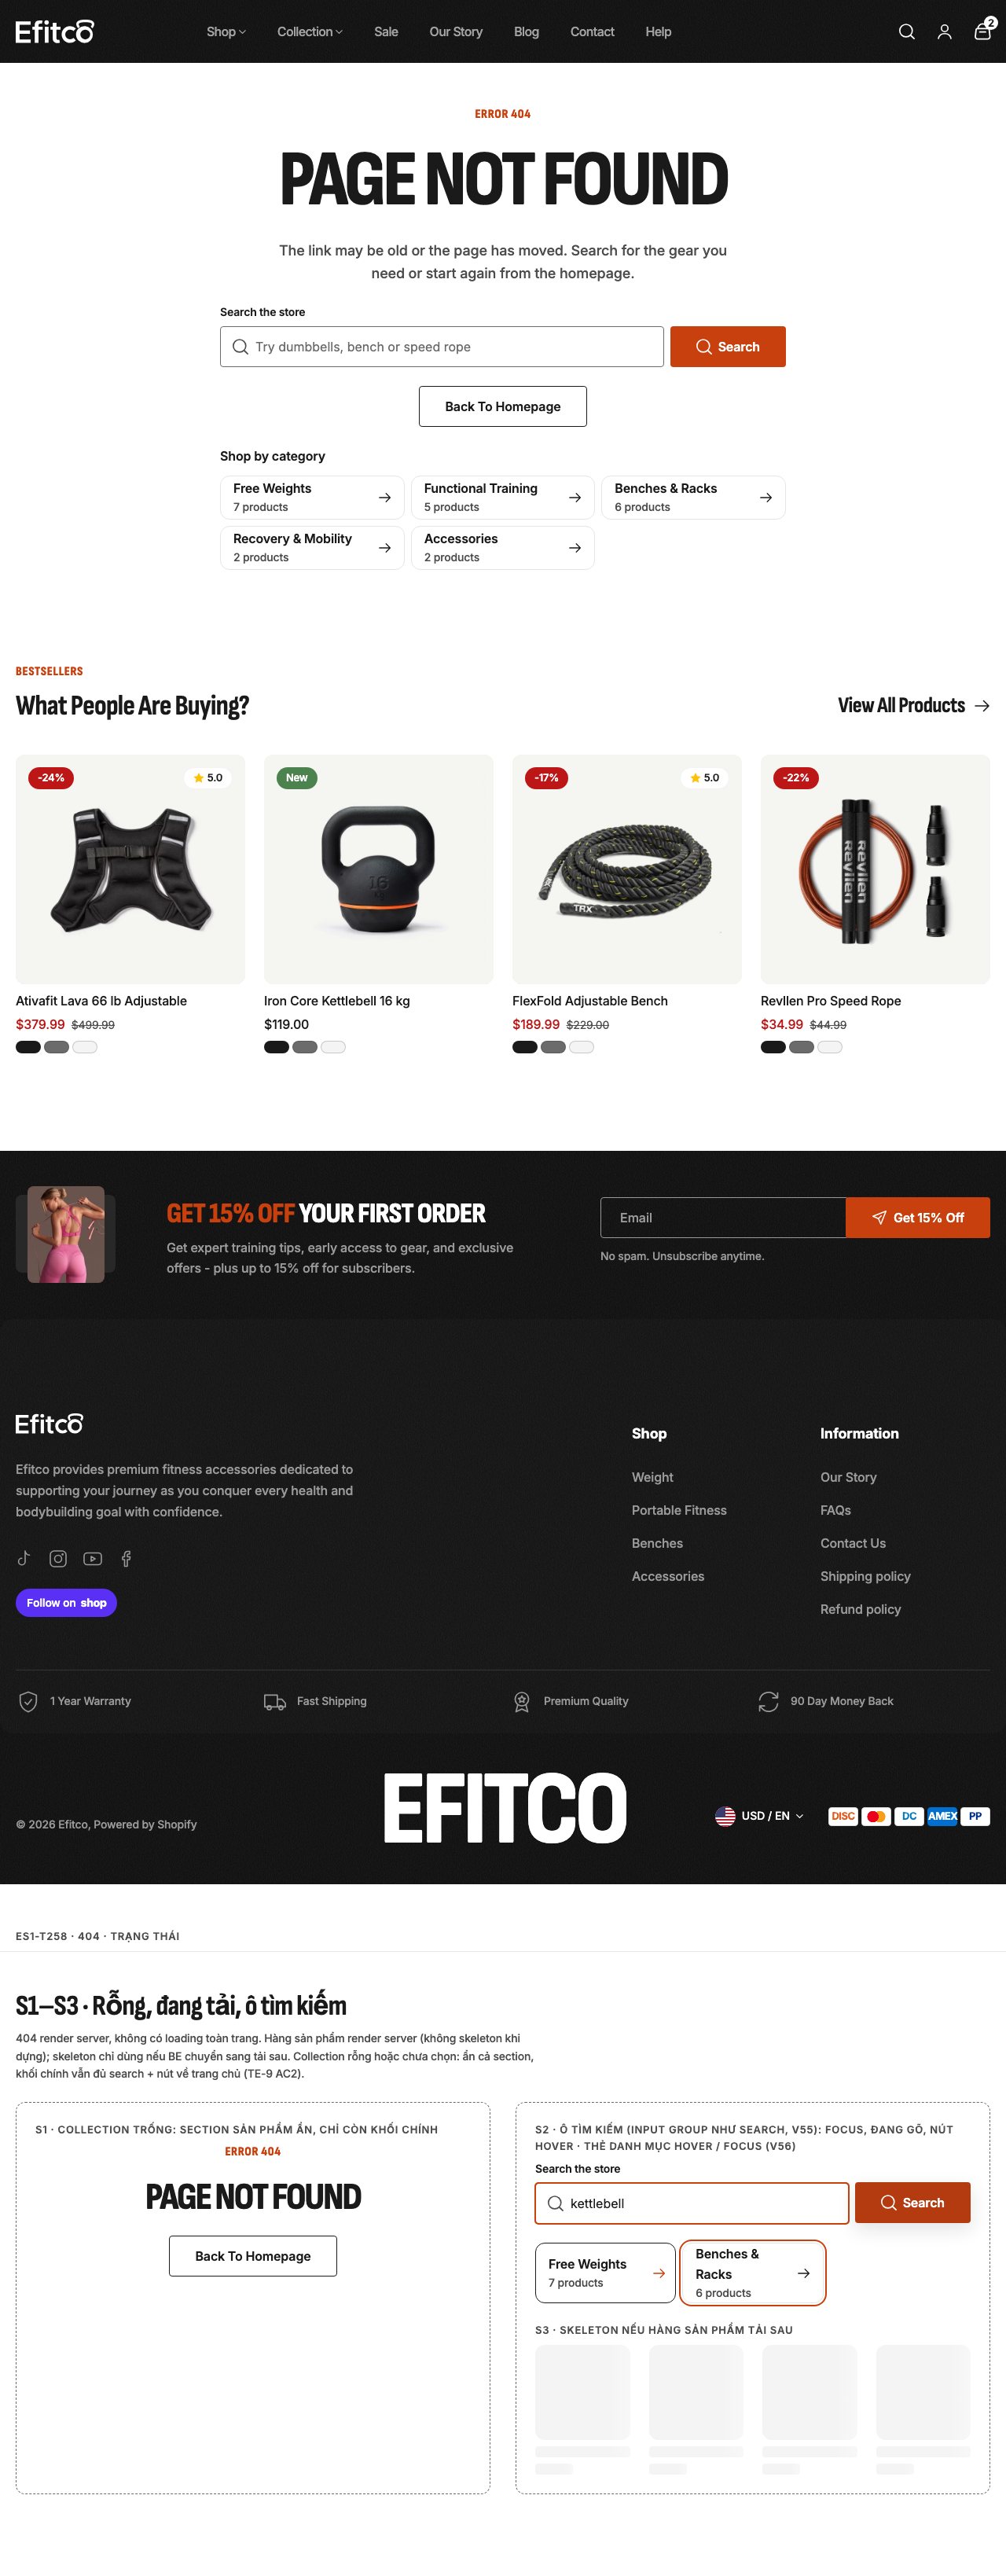 Efitco
Shop
Collection
Sale
Our Story
Blog
Contact
Help
2
ERROR 404
PAGE NOT FOUND
The link may be old or the page has moved. Search for the gear you
need or start again from the homepage.
Search the store
Try dumbbells, bench or speed rope
Search
Back To Homepage
Shop by category
Free Weights
7 products
Functional Training
5 products
Benches & Racks
6 products
Recovery & Mobility
2 products
Accessories
2 products
BESTSELLERS
What People Are Buying?
View All Products
-24%
5.0
New
16
-17%
5.0
TRX
-22%
Revllen
Revllen
Ativafit Lava 66 lb Adjustable
$379.99 $499.99
Iron Core Kettlebell 16 kg
$119.00
FlexFold Adjustable Bench
$189.99 $229.00
Revllen Pro Speed Rope
$34.99 $44.99
GET 15% OFF YOUR FIRST ORDER
Get expert training tips, early access to gear, and exclusive
offers - plus up to 15% off for subscribers.
Email
Get 15% Off
No spam. Unsubscribe anytime.
Efitco
Efitco provides premium fitness accessories dedicated to
supporting your journey as you conquer every health and
bodybuilding goal with confidence.
Follow on shop
Shop
Weight
Portable Fitness
Benches
Accessories
Information
Our Story
FAQs
Contact Us
Shipping policy
Refund policy
1 Year Warranty
Fast Shipping
Premium Quality
90 Day Money Back
© 2026 Efitco, Powered by Shopify
EFITCO
USD / EN
DISC
DC
AMEX
PP
ES1-T258 · 404 · TRẠNG THÁI
S1–S3 · Rỗng, đang tải, ô tìm kiếm
404 render server, không có loading toàn trang. Hàng sản phẩm render server (không skeleton khi
dựng); skeleton chỉ dùng nếu BE chuyển sang tải sau. Collection rỗng hoặc chưa chọn: ẩn cả section,
khối chính vẫn đủ search + nút về trang chủ (TE-9 AC2).
S1 · COLLECTION TRỐNG: SECTION SẢN PHẨM ẨN, CHỈ CÒN KHỐI CHÍNH
ERROR 404
PAGE NOT FOUND
Back To Homepage
S2 · Ô TÌM KIẾM (INPUT GROUP NHƯ SEARCH, V55): FOCUS, ĐANG GÕ, NÚT
HOVER · THẺ DANH MỤC HOVER / FOCUS (V56)
Search the store
kettlebell
Search
Free Weights
7 products
Benches &
Racks
6 products
S3 · SKELETON NẾU HÀNG SẢN PHẨM TẢI SAU